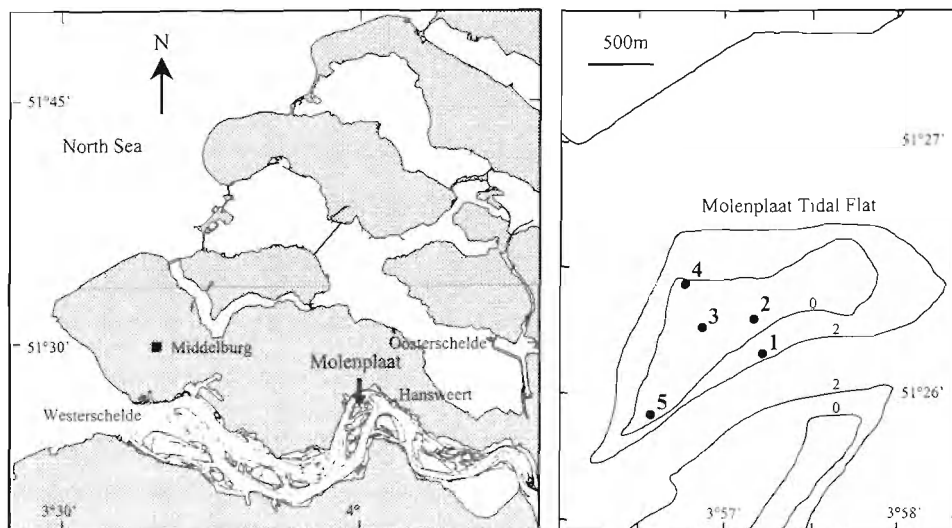 N
51°45'
North Sea
Middelburg
51°30'
Oosterschelde
Molenplaat
Hansweert
Westerschelde
3°30'
4°
500m
51°27
Molenplaat Tidal Flat
4
2
3
0
1
2
5
51°26
2
0
3°57'
3°58'